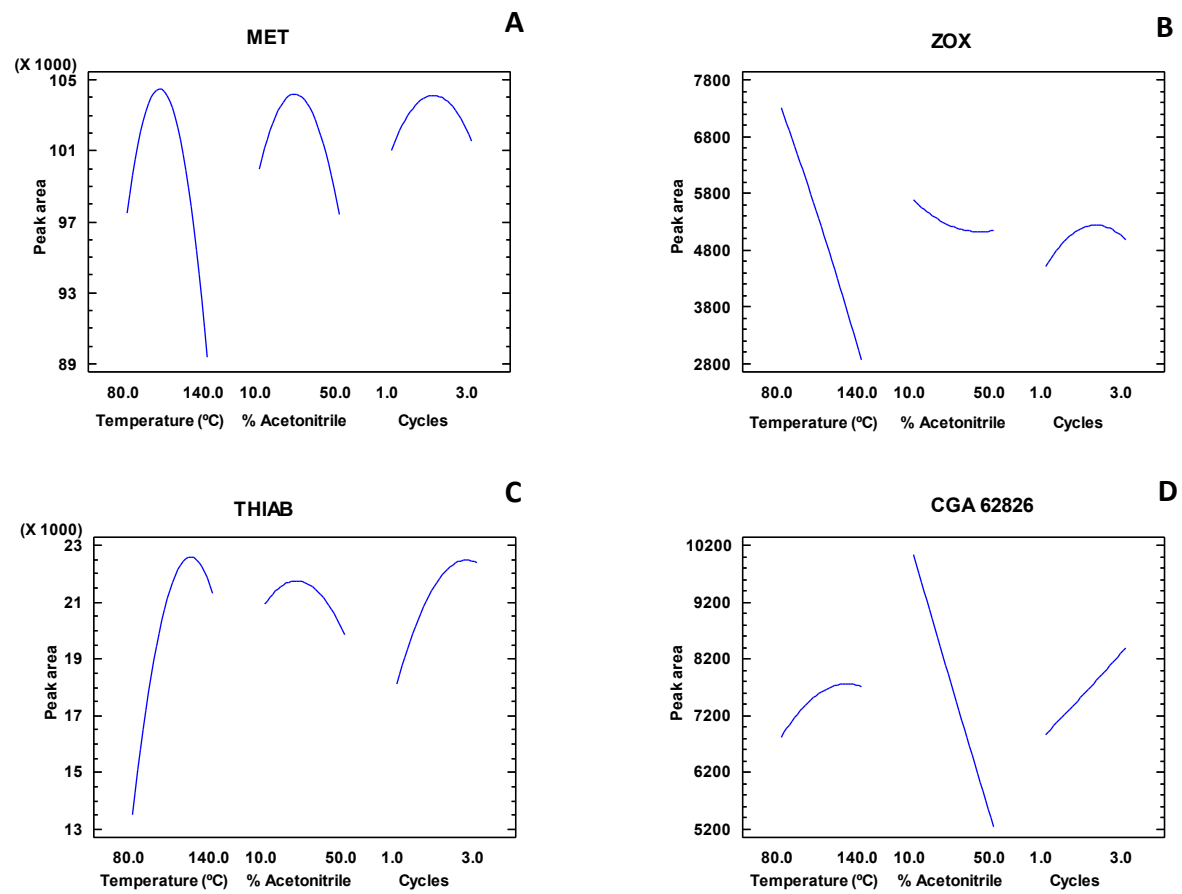 MET
A
(X 1000)
105
101
97
93
89
Peak area
80.0 140.0 10.0 50.0 1.0 3.0
Temperature (ºC) % Acetonitrile Cycles
ZOX
B
7800
6800
5800
4800
3800
2800
Peak area
80.0 140.0 10.0 50.0 1.0 3.0
Temperature (ºC) % Acetonitrile Cycles
THIAB
C
(X 1000)
23
21
19
17
15
13
Peak area
80.0 140.0 10.0 50.0 1.0 3.0
Temperature (ºC) % Acetonitrile Cycles
CGA 62826
D
10200
9200
8200
7200
6200
5200
Peak area
80.0 140.0 10.0 50.0 1.0 3.0
Temperature (ºC) % Acetonitrile Cycles